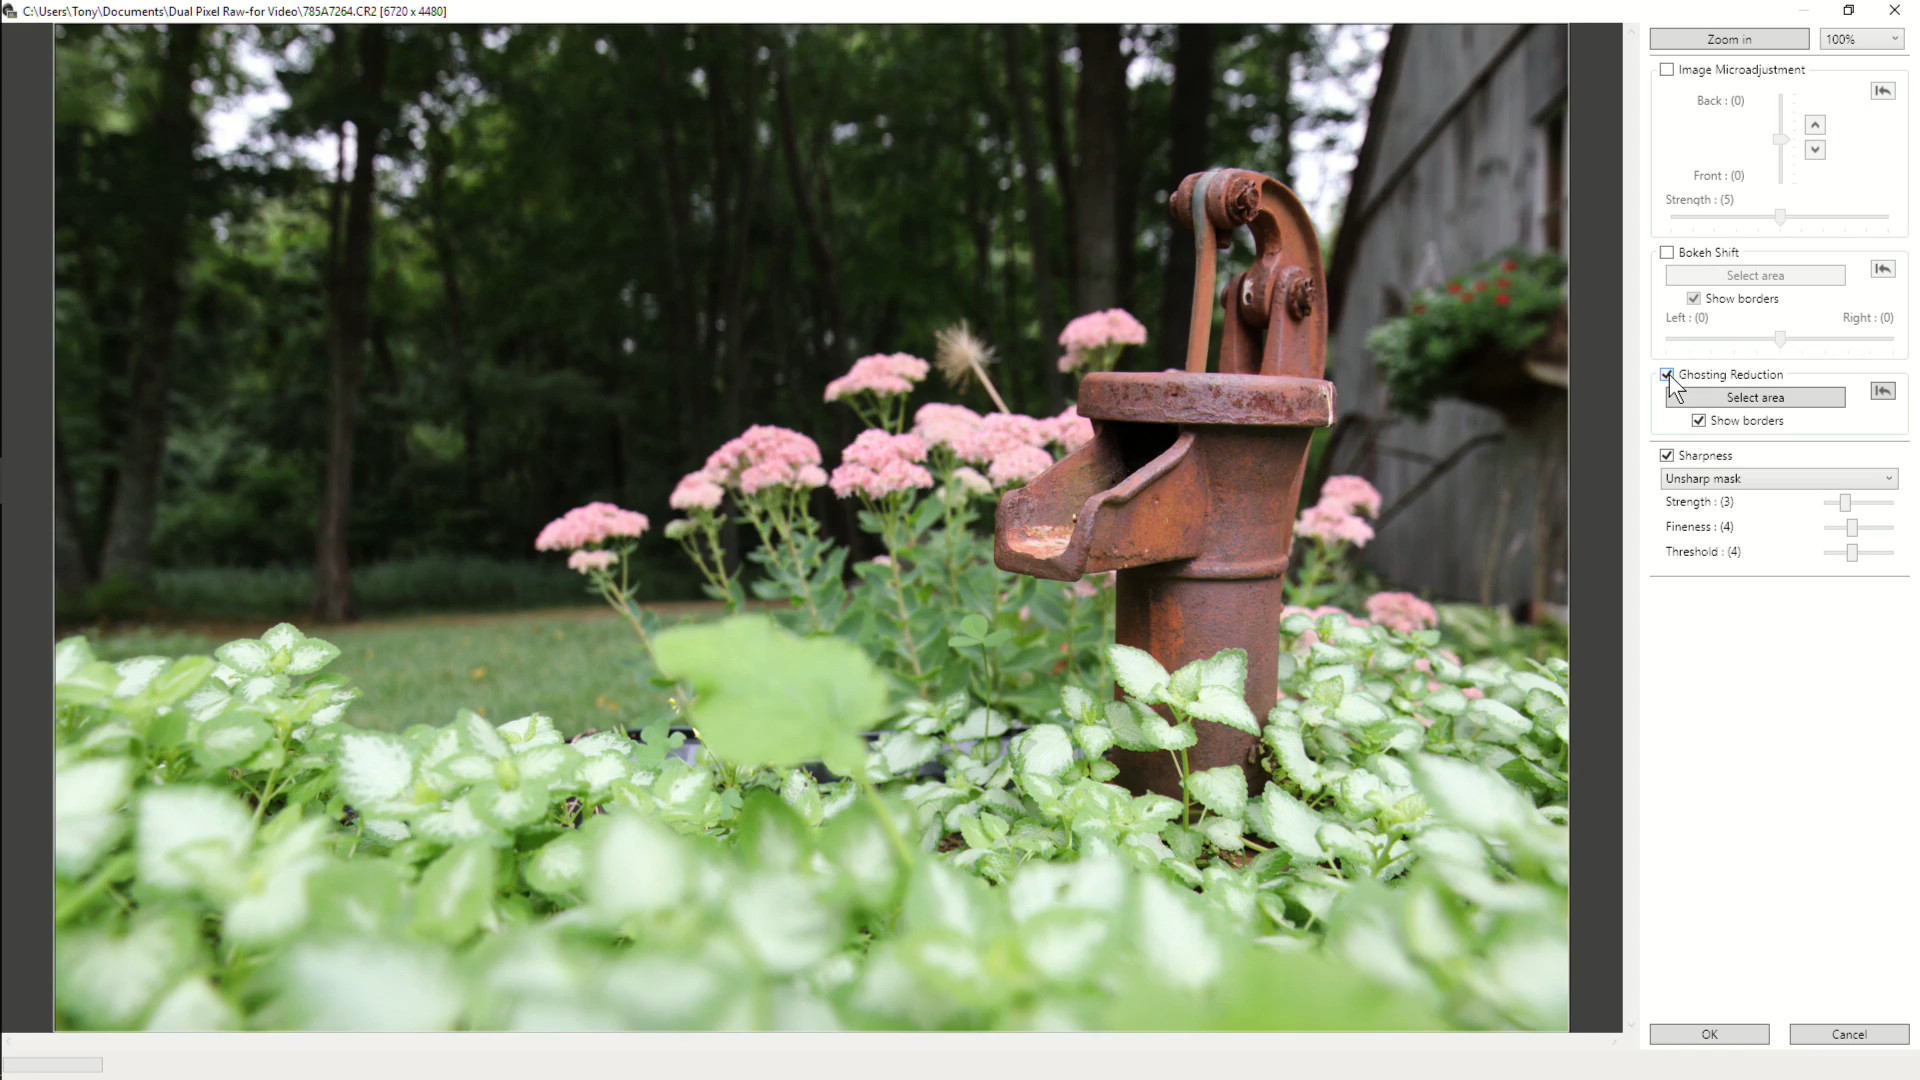 C:\Users\Tony\Documents\Dual Pixel Raw-for Video\785A7264.CR2 [6720 x 4480]
Zoom in
100%
Image Microadjustment
Back : (0)
Front : (0)
Strength : (5)
Bokeh Shift
Select area
Show borders
Left : (0) Right : (0)
Ghosting Reduction
Select area
Show borders
Sharpness
Unsharp mask
Strength : (3)
Fineness : (4)
Threshold : (4)
OK Cancel